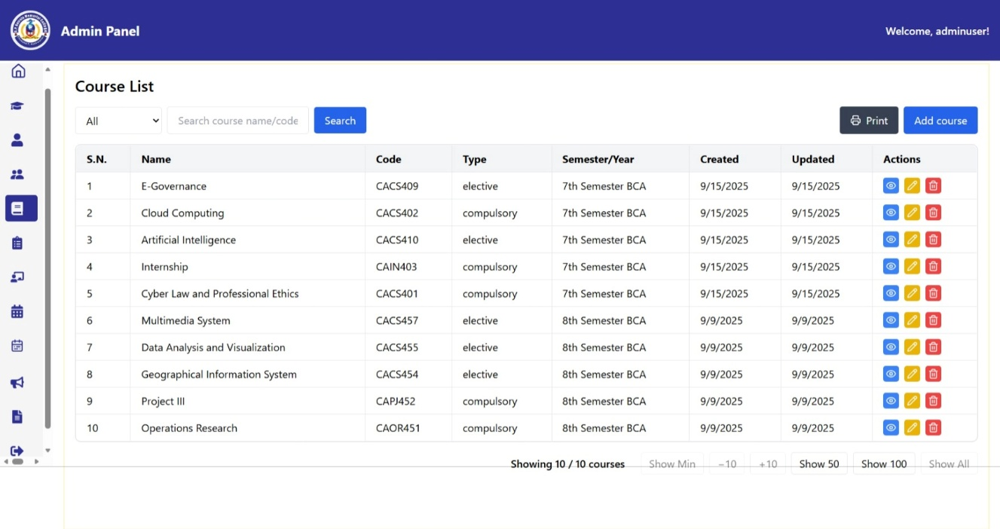 Admin Panel
Welcome, adminuser!
Course List
All Search course name/code Search Print Add course
S.N. Name Code Type Semester/Year Created Updated Actions
1 E-Governance CACS409 elective 7th Semester BCA 9/15/2025 9/15/2025
2 Cloud Computing CACS402 compulsory 7th Semester BCA 9/15/2025 9/15/2025
3 Artificial Intelligence CACS410 elective 7th Semester BCA 9/15/2025 9/15/2025
4 Internship CAIN403 compulsory 7th Semester BCA 9/15/2025 9/15/2025
5 Cyber Law and Professional Ethics CACS401 compulsory 7th Semester BCA 9/15/2025 9/15/2025
6 Multimedia System CACS457 elective 8th Semester BCA 9/9/2025 9/9/2025
7 Data Analysis and Visualization CACS455 elective 8th Semester BCA 9/9/2025 9/9/2025
8 Geographical Information System CACS454 elective 8th Semester BCA 9/9/2025 9/9/2025
9 Project III CAPJ452 compulsory 8th Semester BCA 9/9/2025 9/9/2025
10 Operations Research CAOR451 compulsory 8th Semester BCA 9/9/2025 9/9/2025
Showing 10 / 10 courses Show Min −10 +10 Show 50 Show 100 Show All